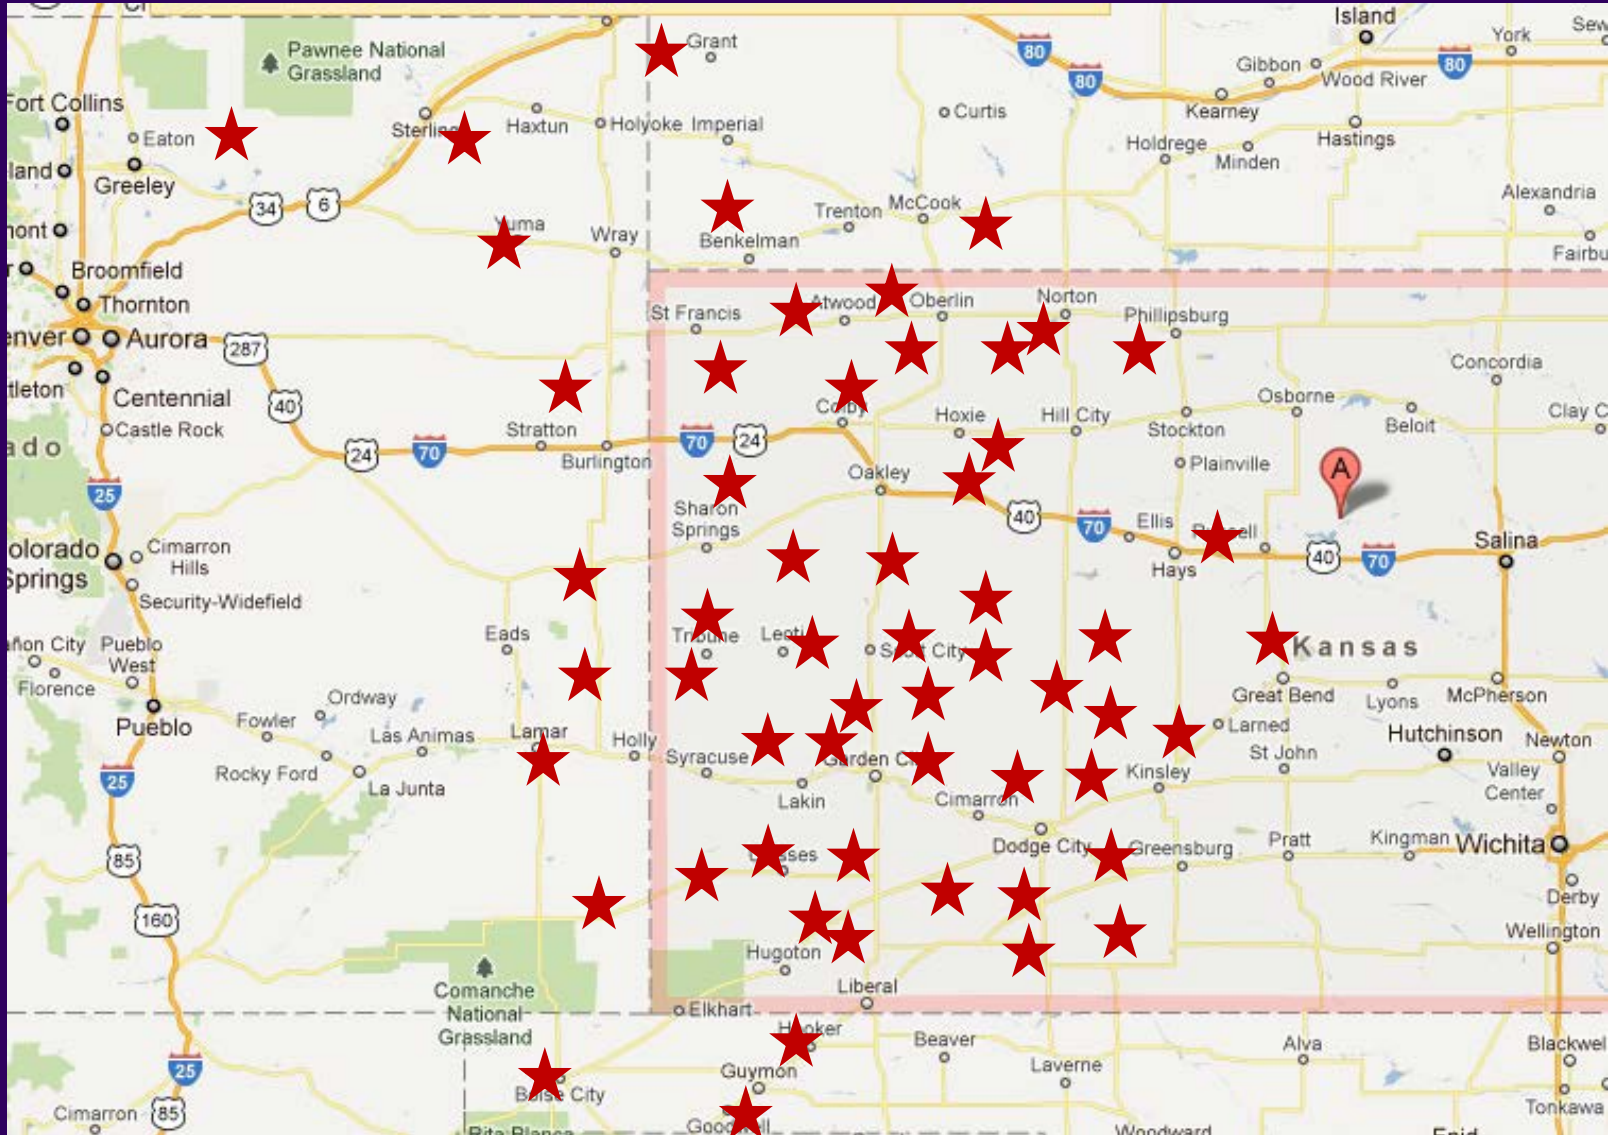 Island
Grant
Pawnee National
Grassland
80
York
80
Gibbon
80
Wood River
Fort Collins
Kearney
Eaton
Haxtun
Holyoke
Imperial
Curtis
Hastings
Holdrege
Minden
Greeley
34
6
Alexandria
Trenton
McCook
Wray
Benkelman
Broomfield
Thornton
St Francis
Atwood
Oberlin
Norton
Phillipsburg
Aurora
287
Concordia
40
Centennial
Castle Rock
Stratton
70
24
Burlington
70
24
Hoxie
Hill City
Osborne
Stockton
Beloit
Plainville
A
25
Oakley
Sharon
Springs
40
70
Ellis
Hays
40
70
Salina
Cimarron
Hills
Security-Widefield
Pueblo
West
Florence
Eads
Kansas
Great Bend
Lyons
McPherson
Ordway
Pueblo
Fowler
Las Animas
Lamar
Holly
Syracuse
Larned
St John
Hutchinson
Newton
Rocky Ford
La Junta
25
Lakin
Cimarron
Kinsley
Valley
Center
85
Dodge City
Greensburg
Pratt
Kingman
Wichita
Derby
160
Hugoton
Wellington
Comanche
National
Grassland
Liberal
Elkhart
Beaver
Alva
25
Guymon
Laverne
Cimarron
85
Tonkawa